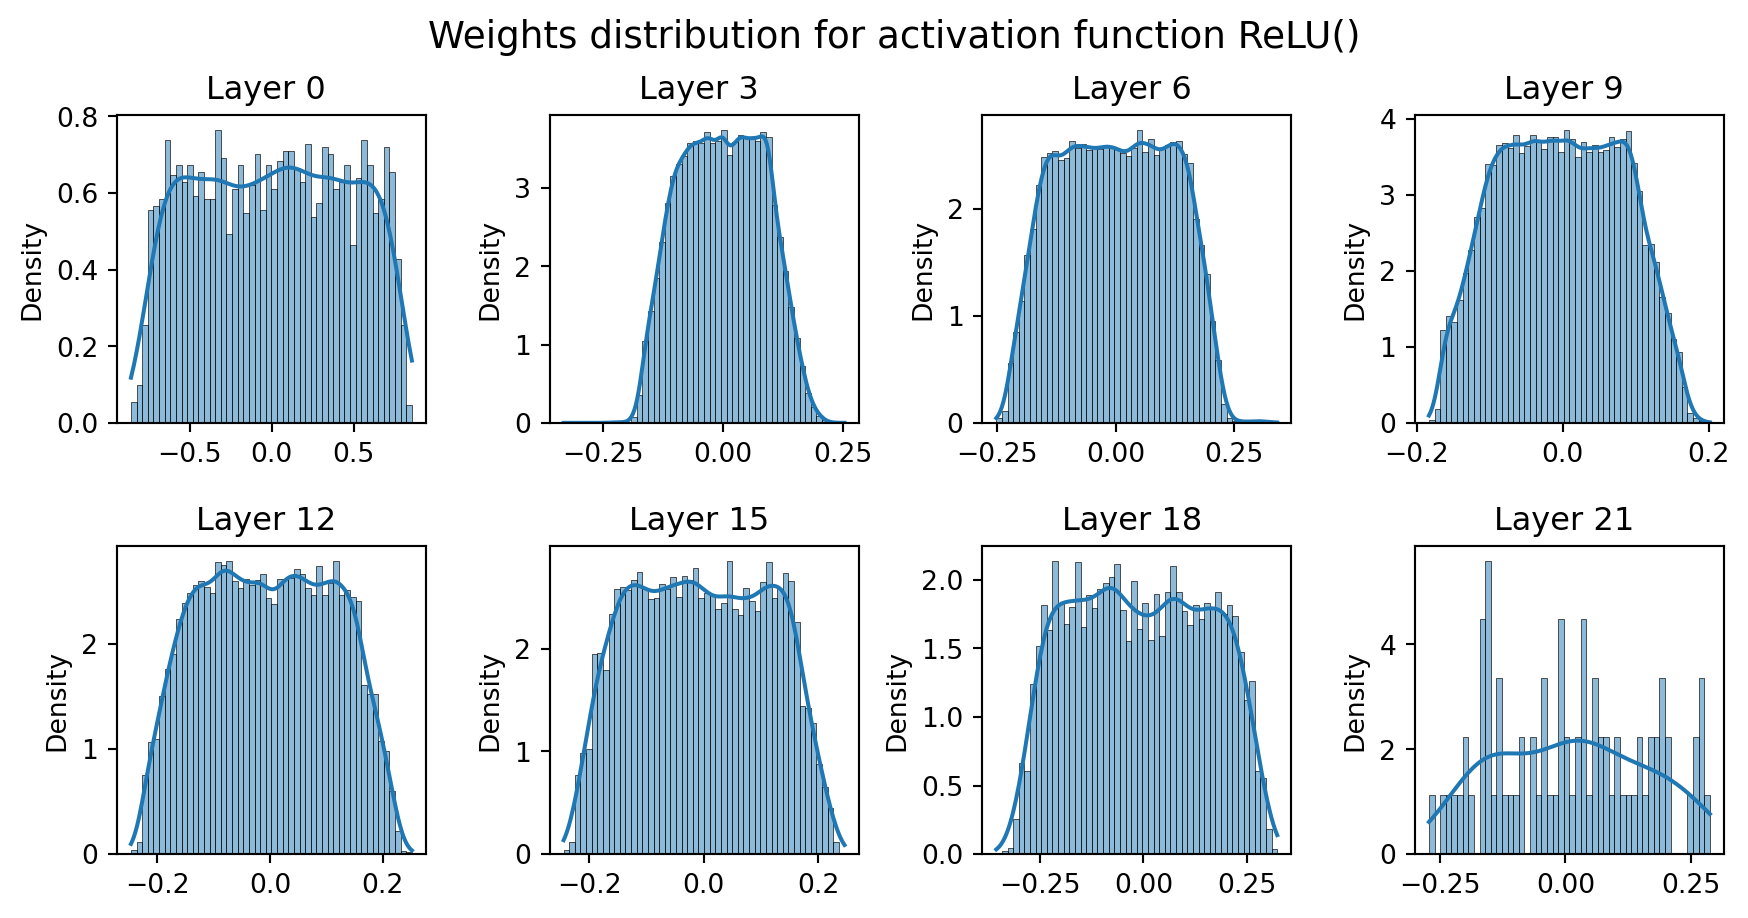 Weights distribution for activation function ReLU()
Layer 0
Layer 3
Layer 6
Layer 9
0.8
0.6
0.4
0.2
0.0
Density
−0.5 0.0 0.5
3
2
1
0
Density
−0.25 0.00 0.25
2
1
0
Density
−0.25 0.00 0.25
4
3
2
1
0
Density
−0.2 0.0 0.2
Layer 12
Layer 15
Layer 18
Layer 21
2
1
0
Density
−0.2 0.0 0.2
2
1
0
Density
−0.2 0.0 0.2
2.0
1.5
1.0
0.5
0.0
Density
−0.25 0.00 0.25
4
2
0
Density
−0.25 0.00 0.25